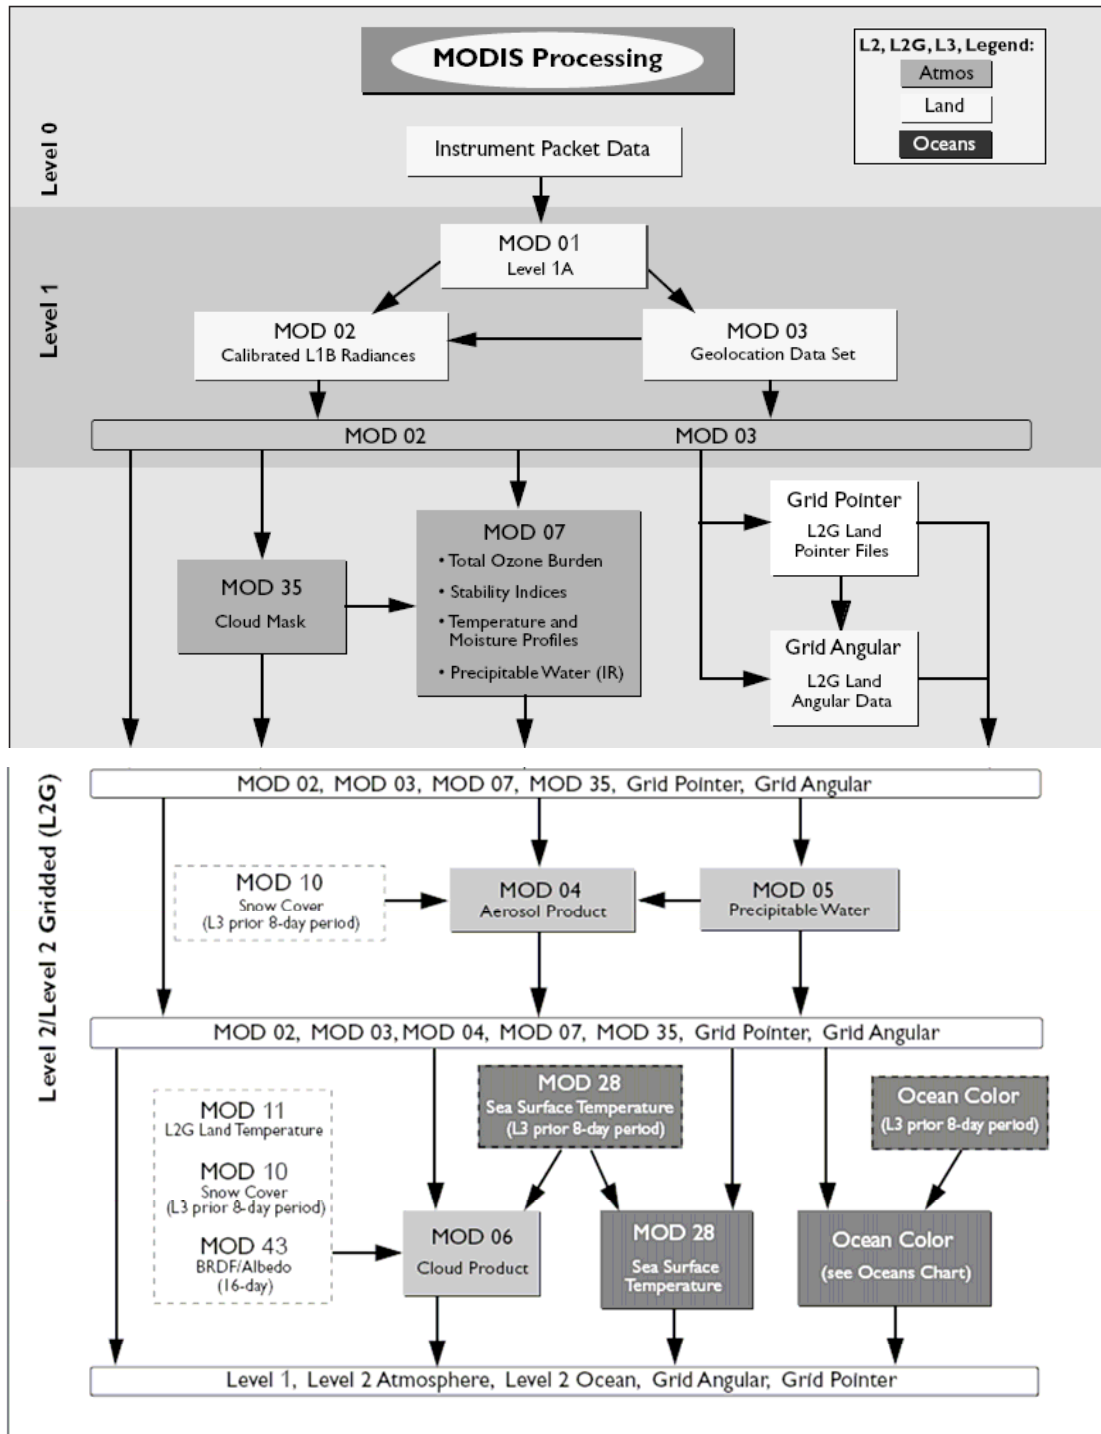 MODIS Processing
L2, L2G, L3, Legend:
Atmos
Land
Oceans
Level 0
Instrument Packet Data
Level 1
MOD 01
Level 1A
MOD 02
Calibrated L1B Radiances
MOD 03
Geolocation Data Set
MOD 02 MOD 03
MOD 35
Cloud Mask
MOD 07
• Total Ozone Burden
• Stability Indices
• Temperature and
Moisture Profiles
• Precipitable Water (IR)
Grid Pointer
L2G Land
Pointer Files
Grid Angular
L2G Land
Angular Data
Level 2/Level 2 Gridded (L2G)
MOD 02, MOD 03, MOD 07, MOD 35, Grid Pointer, Grid Angular
MOD 10
Snow Cover
(L3 prior 8-day period)
MOD 04
Aerosol Product
MOD 05
Precipitable Water
MOD 02, MOD 03, MOD 04, MOD 07, MOD 35, Grid Pointer, Grid Angular
MOD 11
L2G Land Temperature
MOD 10
Snow Cover
(L3 prior 8-day period)
MOD 43
BRDF/Albedo
(16-day)
MOD 28
Sea Surface Temperature
(L3 prior 8-day period)
Ocean Color
(L3 prior 8-day period)
MOD 06
Cloud Product
MOD 28
Sea Surface
Temperature
Ocean Color
(see Oceans Chart)
Level 1, Level 2 Atmosphere, Level 2 Ocean, Grid Angular, Grid Pointer